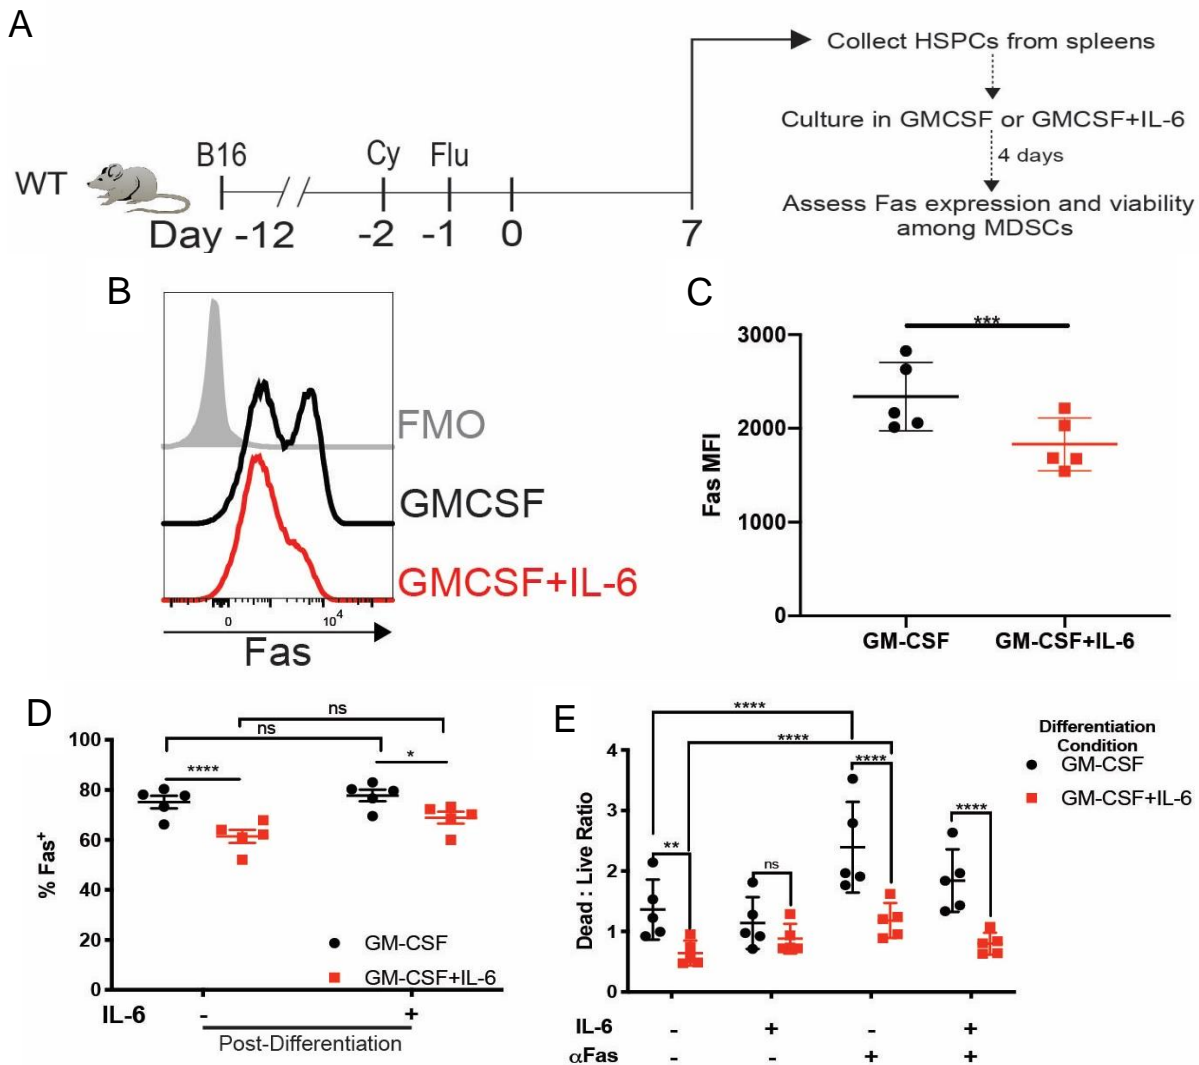 A
WT
B16
Cy
Flu
Day -12
-2
-1
0
7
Collect HSPCs from spleens
Culture in GMCSF or GMCSF+IL-6
4 days
Assess Fas expression and viability
among MDSCs
B
FMO
GMCSF
GMCSF+IL-6
0
10⁴
Fas
C
***
3000
2000
1000
0
Fas MFI
GM-CSF
GM-CSF+IL-6
D
ns
ns
****
*
100
80
60
40
20
0
% Fas⁺
GM-CSF
GM-CSF+IL-6
IL-6
-
+
Post-Differentiation
E
****
****
****
****
**
ns
4
3
2
1
0
Dead : Live Ratio
Differentiation
Condition
GM-CSF
GM-CSF+IL-6
IL-6 - + - +
αFas - - + +